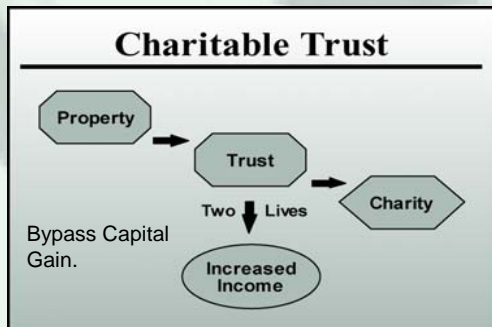 Charitable Trust
Property
Trust
Charity
Two Lives
Bypass Capital
Gain.
Increased
Income